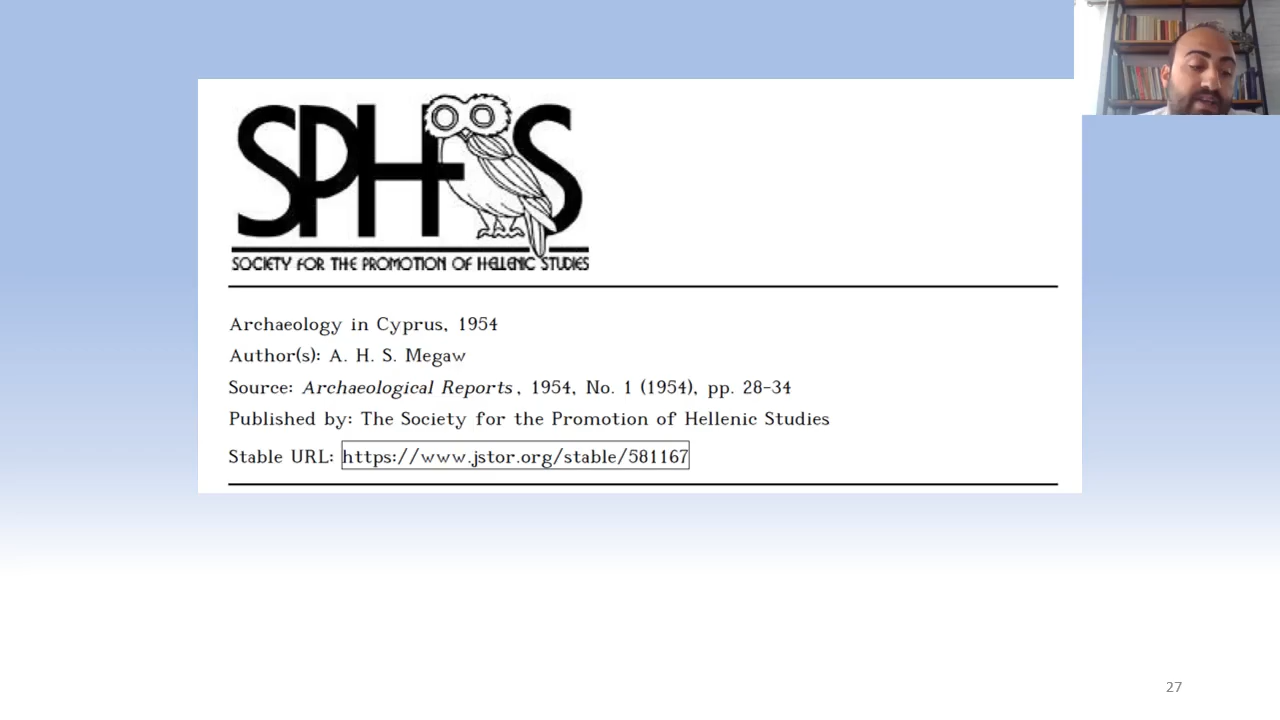 SPHS
SOCIETY FOR THE PROMOTION OF HELLENIC STUDIES
Archaeology in Cyprus, 1954
Author(s): A. H. S. Megaw
Source: Archaeological Reports, 1954, No. 1 (1954), pp. 28-34
Published by: The Society for the Promotion of Hellenic Studies
Stable URL: https://www.jstor.org/stable/581167
27